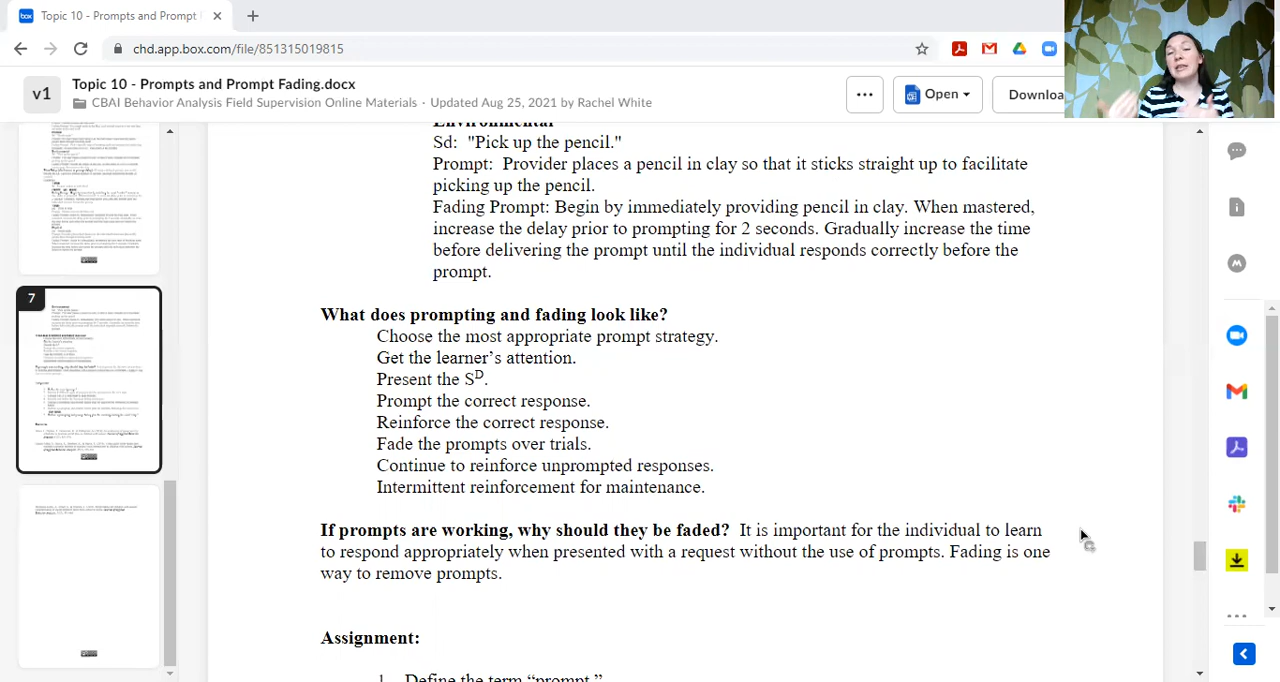 Topic 10 - Prompts and Prompt
chd.app.box.com/file/851315019815
v1
Topic 10 - Prompts and Prompt Fading.docx
CBAI Behavior Analysis Field Supervision Online Materials · Updated Aug 25, 2021 by Rachel White
Open
Downloa
Environmental
Sd: "Pick up the pencil."
Prompt: Provider places a pencil in clay so that it sticks straight up to facilitate
picking up the pencil.
Fading Prompt: Begin by immediately providing pencil in clay. When mastered,
increase the delay prior to prompting for 2 seconds. Gradually increase the time
before delivering the prompt until the individual responds correctly before the
prompt.
7
What does prompting and fading look like?
Choose the most appropriate prompt strategy.
Get the learner's attention.
Present the Sᴰ.
Prompt the correct response.
Reinforce the correct response.
Fade the prompts over trials.
Continue to reinforce unprompted responses.
Intermittent reinforcement for maintenance.
If prompts are working, why should they be faded? It is important for the individual to learn
to respond appropriately when presented with a request without the use of prompts. Fading is one
way to remove prompts.
Assignment:
1. Define the term “prompt.”